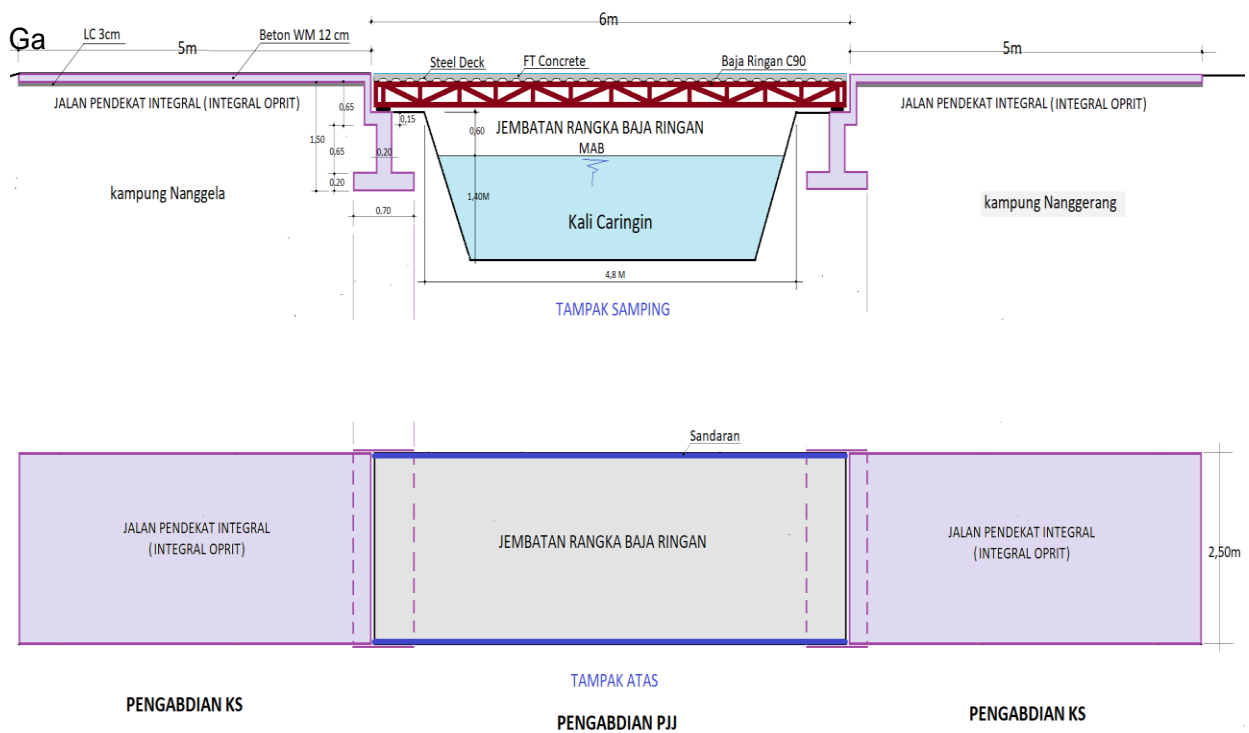 Ga
LC 3cm
Beton WM 12 cm
5m
6m
5m
Steel Deck
FT Concrete
Baja Ringan C90
JALAN PENDEKAT INTEGRAL ( INTEGRAL OPRIT)
JEMBATAN RANGKA BAJA RINGAN
JALAN PENDEKAT INTEGRAL (INTEGRAL OPRIT)
0,65
0,15
0,60
1,50
0,65
0,20
0,20
0,70
MAB
1,40M
kampung Nanggela
Kali Caringin
kampung Nanggerang
4,8 M
TAMPAK SAMPING
Sandaran
JALAN PENDEKAT INTEGRAL
(INTEGRAL OPRIT)
JEMBATAN RANGKA BAJA RINGAN
JALAN PENDEKAT INTEGRAL
( INTEGRAL OPRIT)
2,50m
TAMPAK ATAS
PENGABDIAN KS
PENGABDIAN PJJ
PENGABDIAN KS